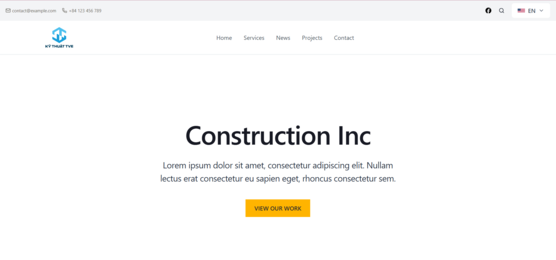 contact@example.com +84 123 456 789 EN
KỸ THUẬT TVB
Home Services News Projects Contact
Construction Inc
Lorem ipsum dolor sit amet, consectetur adipiscing elit. Nullam
lectus erat consectetur eu sapien eget, rhoncus consectetur sem.
VIEW OUR WORK